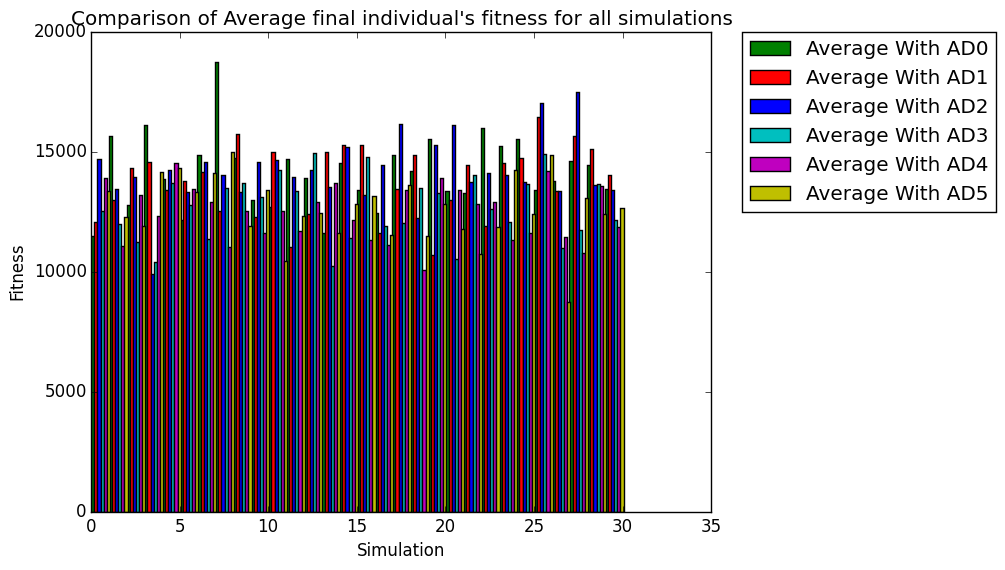 Comparison of Average final individual's fitness for all simulations
20000
15000
10000
5000
0
Fitness
0 5 10 15 20 25 30 35
Simulation
Average With AD0
Average With AD1
Average With AD2
Average With AD3
Average With AD4
Average With AD5